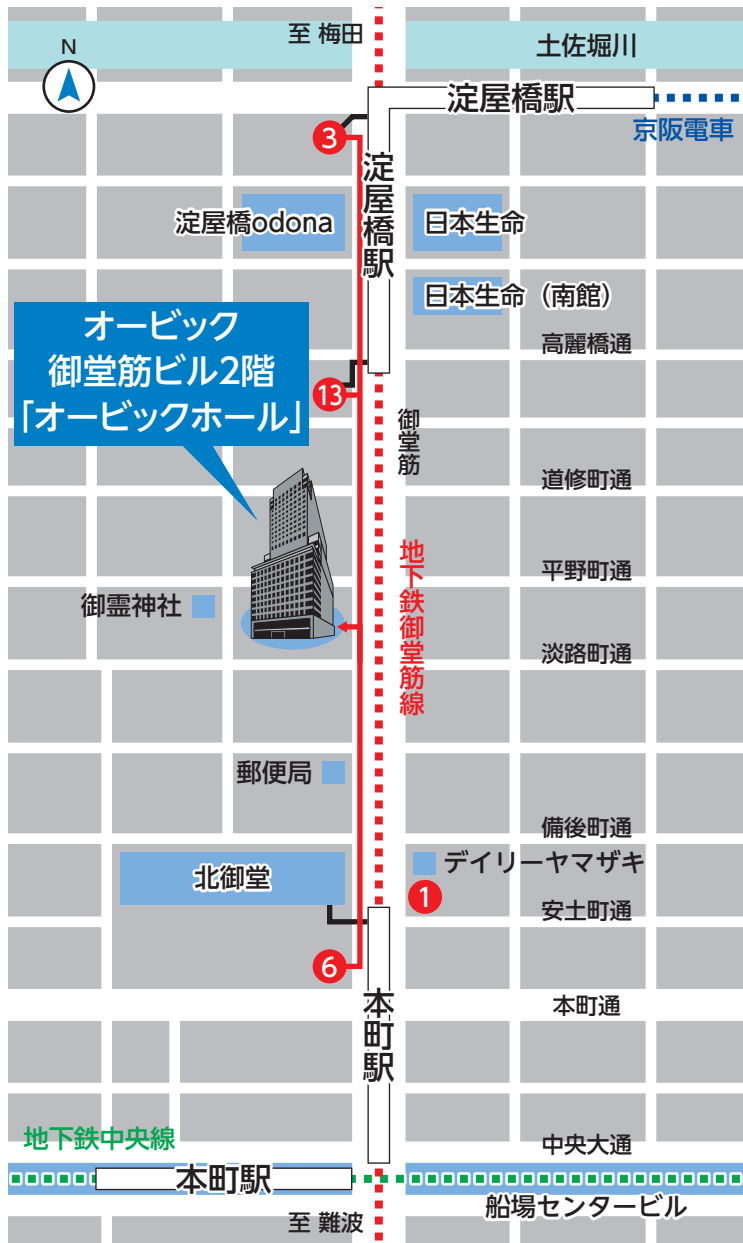 至 梅田
土佐堀川
N
淀屋橋駅
京阪電車
3
淀屋橋駅
淀屋橋odona
日本生命
日本生命（南館）
高麗橋通
オービック
御堂筋ビル2階
「オービックホール」
13
御堂筋
道修町通
地下鉄御堂筋線
平野町通
御霊神社
淡路町通
郵便局
備後町通
デイリーヤマザキ
北御堂
1
安土町通
6
本町駅
本町通
地下鉄中央線
中央大通
本町駅
船場センタービル
至 難波